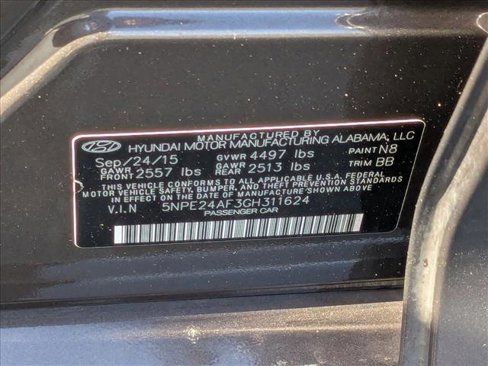 MANUFACTURED BY
HYUNDAI MOTOR MANUFACTURING ALABAMA, LLC
Sep/24/15 GVWR 4497 lbs PAINT N8
GAWR FRONT 2557 lbs GAWR REAR 2513 lbs TRIM BB
THIS VEHICLE CONFORMS TO ALL APPLICABLE U.S. FEDERAL
MOTOR VEHICLE SAFETY, BUMPER, AND THEFT PREVENTION STANDARDS
IN EFFECT ON THE DATE OF MANUFACTURE SHOWN ABOVE.
V.I.N 5NPE24AF3GH311624
PASSENGER CAR